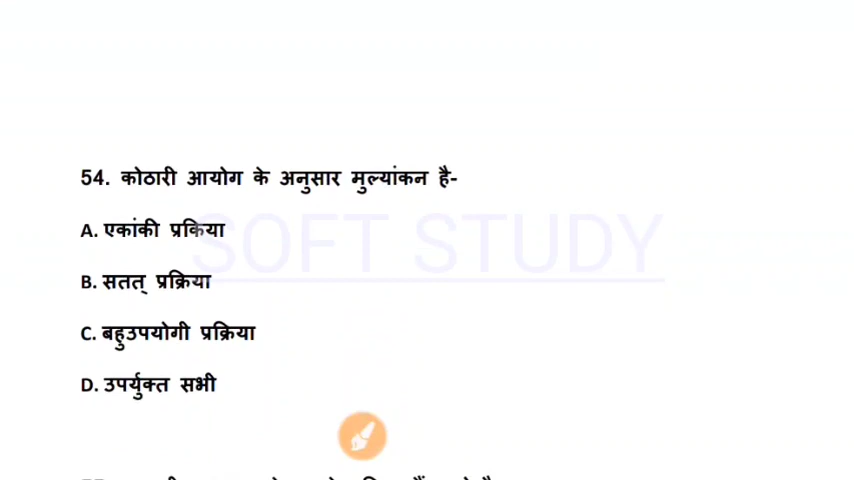 54. कोठारी आयोग के अनुसार मुल्यांकन है-
A. एकांकी प्रकिया
SOFT STUDY
B. सतत् प्रक्रिया
C. बहुउपयोगी प्रक्रिया
D. उपर्युक्त सभी